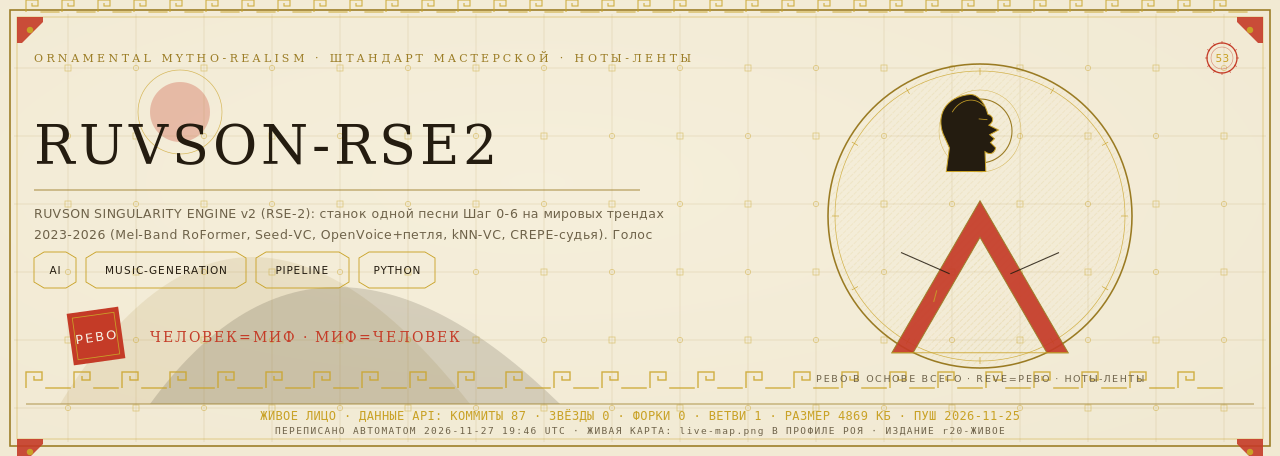 ORNAMENTAL MYTHO-REALISM · ШТАНДАРТ МАСТЕРСКОЙ · НОТЫ-ЛЕНТЫ
53
RUVSON-RSE2
RUVSON SINGULARITY ENGINE v2 (RSE-2): станок одной песни Шаг 0-6 на мировых трендах
2023-2026 (Mel-Band RoFormer, Seed-VC, OpenVoice+петля, kNN-VC, CREPE-судья). Голос
AI
MUSIC-GENERATION
PIPELINE
PYTHON
РЕВО
ЧЕЛОВЕК=МИФ · МИФ=ЧЕЛОВЕК
РЕВО В ОСНОВЕ ВСЕГО · REVE=РЕВО · НОТЫ-ЛЕНТЫ
ЖИВОЕ ЛИЦО · ДАННЫЕ API: КОММИТЫ 87 · ЗВЁЗДЫ 0 · ФОРКИ 0 · ВЕТВИ 1 · РАЗМЕР 4869 КБ · ПУШ 2026-11-25
ПЕРЕПИСАНО АВТОМАТОМ 2026-11-27 19:46 UTC · ЖИВАЯ КАРТА: live-map.png В ПРОФИЛЕ РОЯ · ИЗДАНИЕ r20-ЖИВОЕ